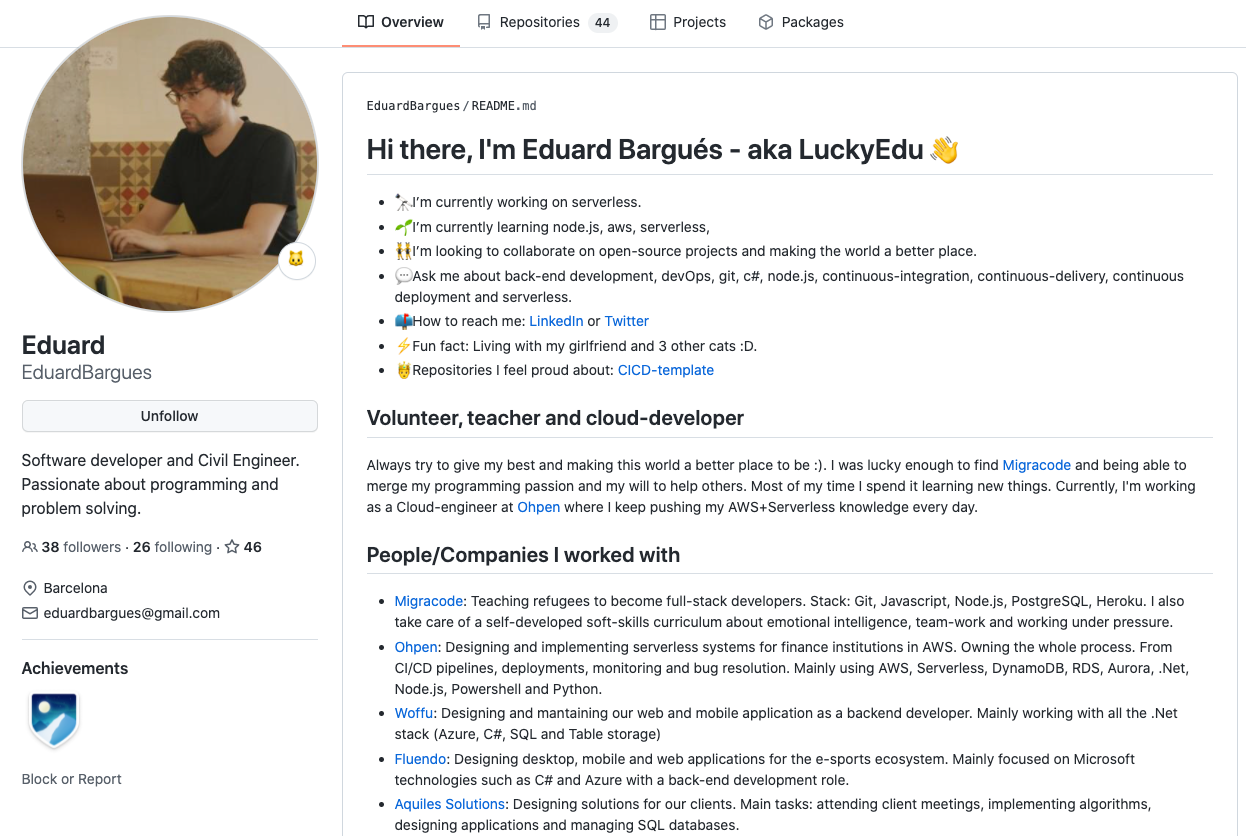 Overview
Repositories 44
Projects
Packages
Eduard
EduardBargues
Unfollow
Software developer and Civil Engineer.
Passionate about programming and
problem solving.
38 followers · 26 following · 46
Barcelona
eduardbargues@gmail.com
Achievements
Block or Report
EduardBargues/README.md
Hi there, I'm Eduard Bargués - aka LuckyEdu 👋
🔭I’m currently working on serverless.
🌱I’m currently learning node.js, aws, serverless,
👯I’m looking to collaborate on open-source projects and making the world a better place.
💬Ask me about back-end development, devOps, git, c#, node.js, continuous-integration, continuous-delivery, continuous
deployment and serverless.
📫How to reach me: LinkedIn or Twitter
⚡Fun fact: Living with my girlfriend and 3 other cats :D.
🤴Repositories I feel proud about: CICD-template
Volunteer, teacher and cloud-developer
Always try to give my best and making this world a better place to be :). I was lucky enough to find Migracode and being able to
merge my programming passion and my will to help others. Most of my time I spend it learning new things. Currently, I'm working
as a Cloud-engineer at Ohpen where I keep pushing my AWS+Serverless knowledge every day.
People/Companies I worked with
Migracode: Teaching refugees to become full-stack developers. Stack: Git, Javascript, Node.js, PostgreSQL, Heroku. I also
take care of a self-developed soft-skills curriculum about emotional intelligence, team-work and working under pressure.
Ohpen: Designing and implementing serverless systems for finance institutions in AWS. Owning the whole process. From
CI/CD pipelines, deployments, monitoring and bug resolution. Mainly using AWS, Serverless, DynamoDB, RDS, Aurora, .Net,
Node.js, Powershell and Python.
Woffu: Designing and mantaining our web and mobile application as a backend developer. Mainly working with all the .Net
stack (Azure, C#, SQL and Table storage)
Fluendo: Designing desktop, mobile and web applications for the e-sports ecosystem. Mainly focused on Microsoft
technologies such as C# and Azure with a back-end development role.
Aquiles Solutions: Designing solutions for our clients. Main tasks: attending client meetings, implementing algorithms,
designing applications and managing SQL databases.